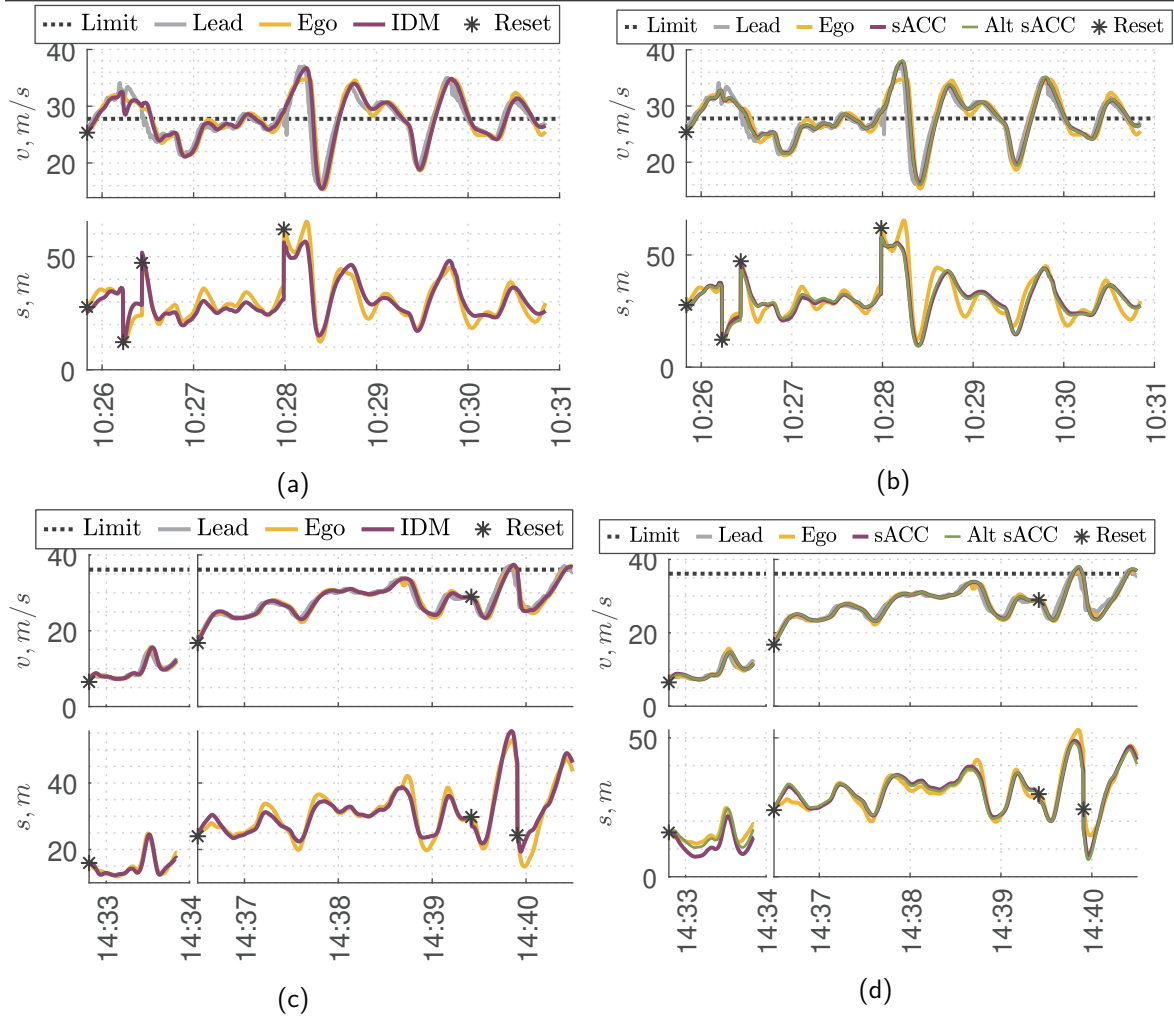 Limit Lead Ego IDM Reset
40
30
20
v, m/s
50
0
s, m
10:26 10:27 10:28 10:29 10:30 10:31
(a)
Limit Lead Ego sACC Alt sACC Reset
40
30
20
v, m/s
50
0
s, m
10:26 10:27 10:28 10:29 10:30 10:31
(b)
Limit Lead Ego IDM Reset
40
20
0
v, m/s
40
20
s, m
14:33 14:34 14:37 14:38 14:39 14:40
(c)
Limit Lead Ego sACC Alt sACC Reset
40
20
0
v, m/s
50
0
s, m
14:33 14:34 14:37 14:38 14:39 14:40
(d)